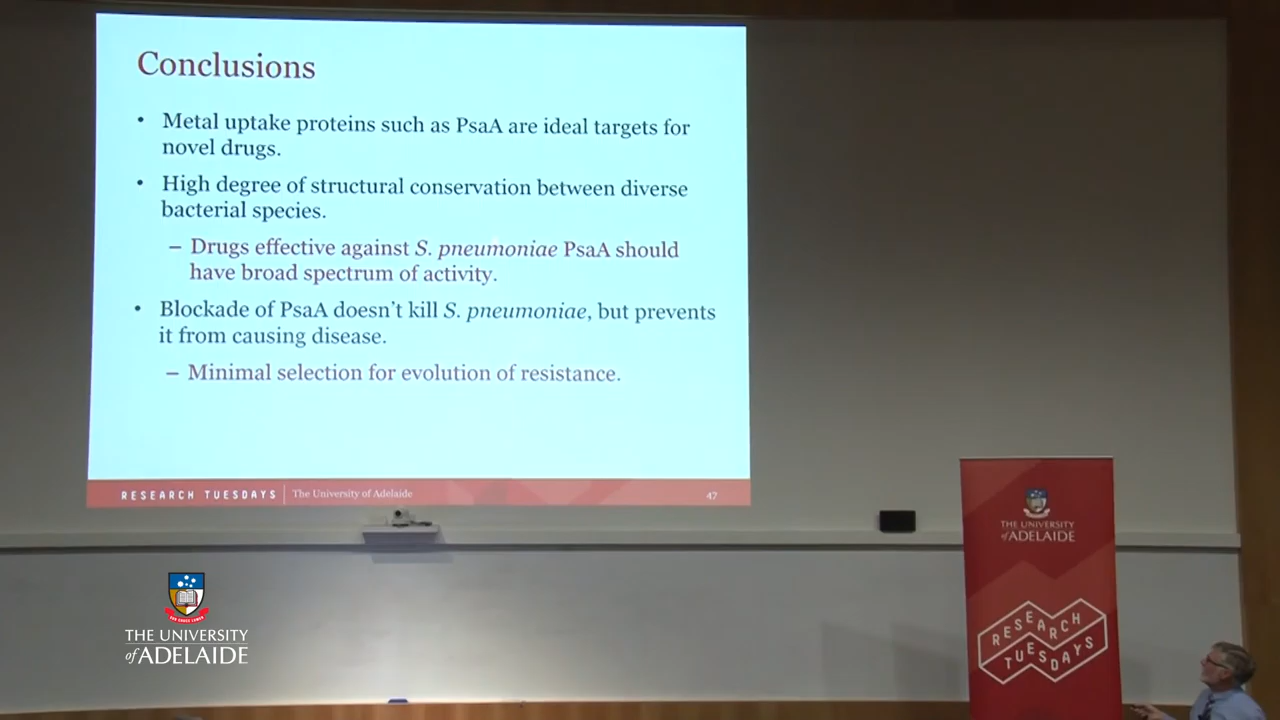 Conclusions
• Metal uptake proteins such as PsaA are ideal targets for
novel drugs.
• High degree of structural conservation between diverse
bacterial species.
– Drugs effective against S. pneumoniae PsaA should
have broad spectrum of activity.
• Blockade of PsaA doesn't kill S. pneumoniae, but prevents
it from causing disease.
– Minimal selection for evolution of resistance.
RESEARCH TUESDAYS
The University of Adelaide
47
THE UNIVERSITY
of ADELAIDE
RESEARCH
TUESDAYS
THE UNIVERSITY
of ADELAIDE